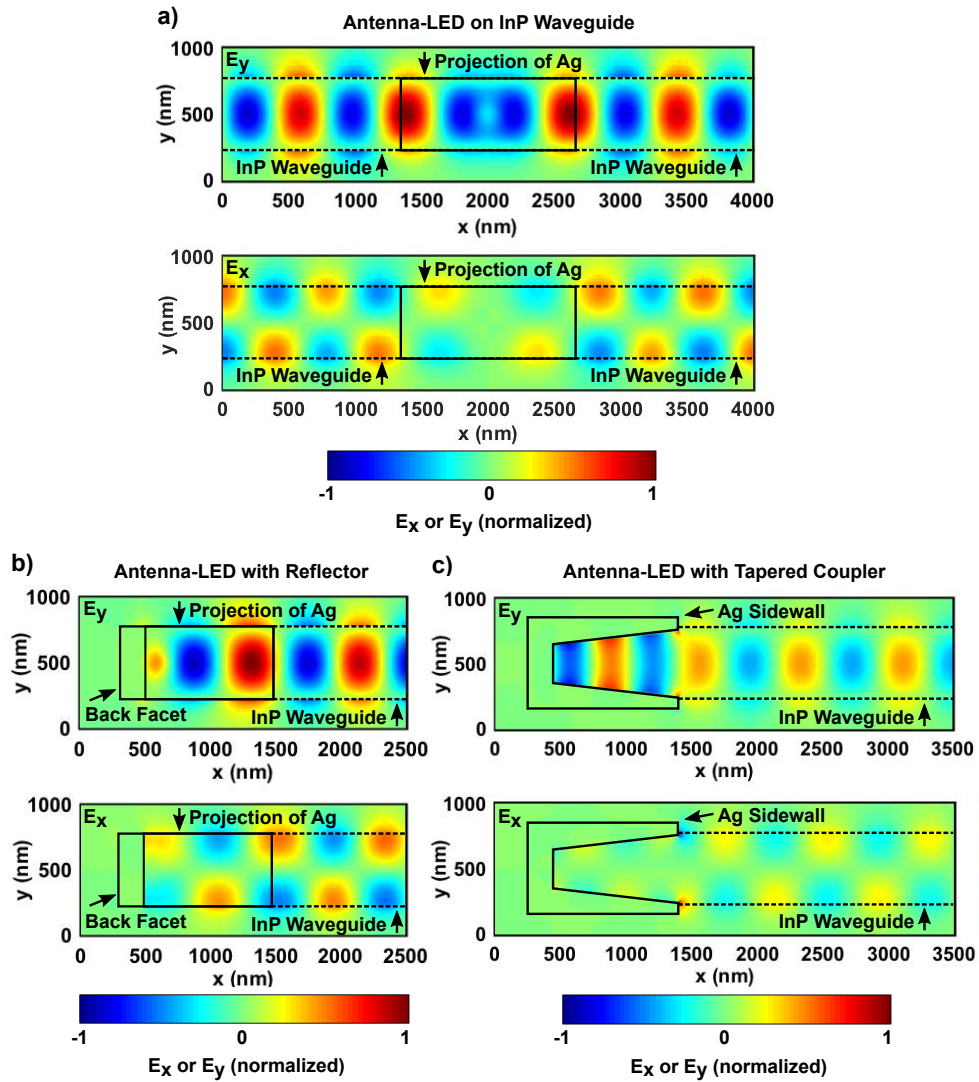 a)
Antenna-LED on InP Waveguide
1000
500
0
y (nm)
Ey
Projection of Ag
InP Waveguide
InP Waveguide
0 500 1000 1500 2000 2500 3000 3500 4000
x (nm)
1000
500
0
y (nm)
Ex
Projection of Ag
InP Waveguide
InP Waveguide
0 500 1000 1500 2000 2500 3000 3500 4000
x (nm)
-1 0 1
Ex or Ey (normalized)
b)
Antenna-LED with Reflector
1000
500
0
y (nm)
Ey
Projection of Ag
Back Facet
InP Waveguide
0 500 1000 1500 2000 2500
x (nm)
1000
500
0
y (nm)
Ex
Projection of Ag
Back Facet
InP Waveguide
0 500 1000 1500 2000 2500
x (nm)
-1 0 1
Ex or Ey (normalized)
c)
Antenna-LED with Tapered Coupler
1000
500
0
y (nm)
Ey
Ag Sidewall
InP Waveguide
0 500 1000 1500 2000 2500 3000 3500
x (nm)
1000
500
0
y (nm)
Ex
Ag Sidewall
InP Waveguide
0 500 1000 1500 2000 2500 3000 3500
x (nm)
-1 0 1
Ex or Ey (normalized)